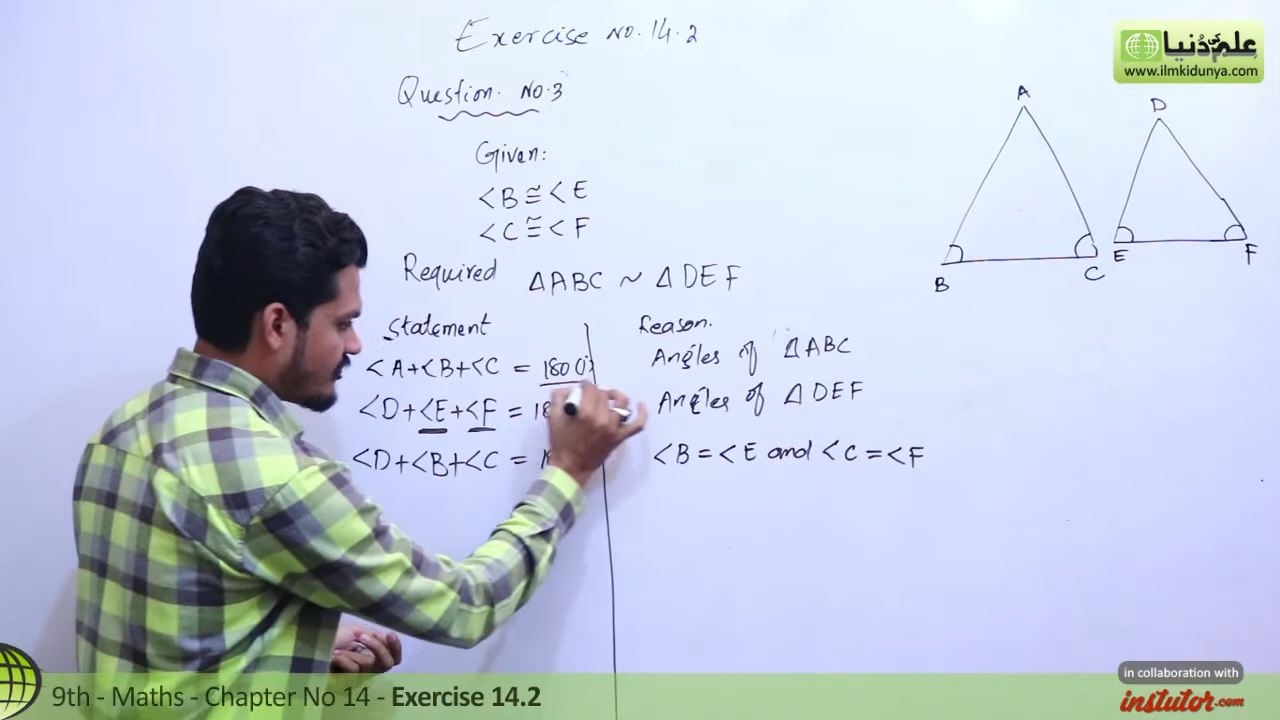 Exercise No. 14.2
علم کی دُنیا
www.ilmkidunya.com
Question. No.3
Given:
<B ≅ <E
<C ≅ <F
Required ΔABC ~ ΔDEF
A
B
C
D
E
F
Statement
Reason.
<A+<B+<C = 180 (i)
Angles of ΔABC
<D+<E+<F = 18
Angles of ΔDEF
<D+<B+<C =
<B = <E and <C = <F
9th - Maths - Chapter No 14 - Exercise 14.2
in collaboration with
instutor.com